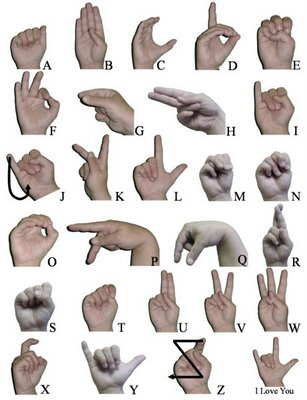 A B C D E
F G H I
J K L M N
O P Q R
S T U V W
X Y Z I Love You